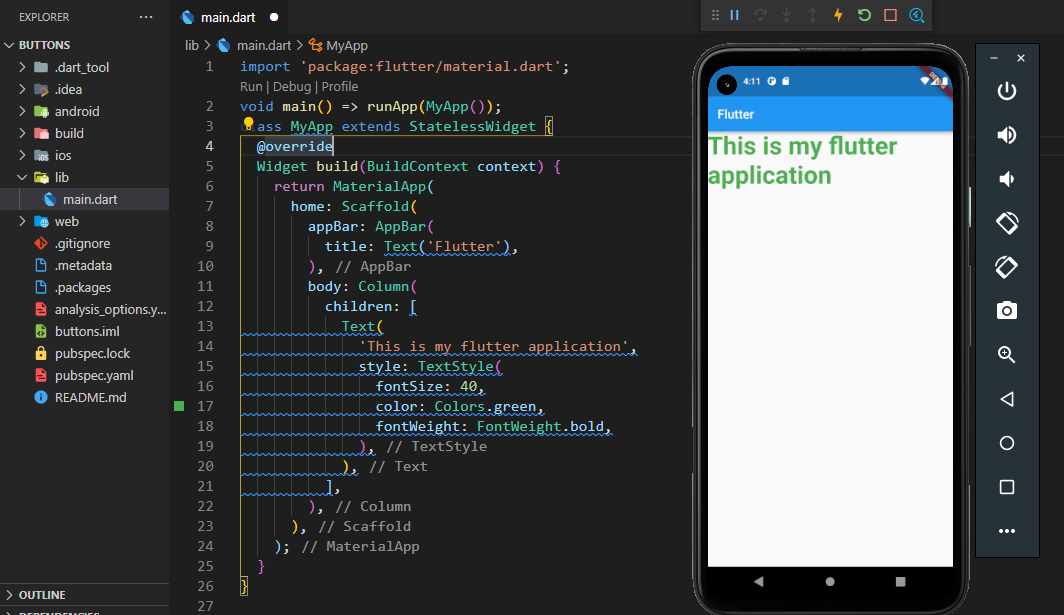 EXPLORER
···
BUTTONS
.dart_tool
.idea
android
build
ios
lib
main.dart
web
.gitignore
.metadata
.packages
analysis_options.y...
buttons.iml
pubspec.lock
pubspec.yaml
README.md
OUTLINE
DEPENDENCIES
main.dart
lib > main.dart > MyApp
1 import 'package:flutter/material.dart';
Run | Debug | Profile
2 void main() => runApp(MyApp());
3 ass MyApp extends StatelessWidget {
4 @override
5 Widget build(BuildContext context) {
6 return MaterialApp(
7 home: Scaffold(
8 appBar: AppBar(
9 title: Text('Flutter'),
10 ), // AppBar
11 body: Column(
12 children: [
13 Text(
14 'This is my flutter application',
15 style: TextStyle(
16 fontSize: 40,
17 color: Colors.green,
18 fontWeight: FontWeight.bold,
19 ), // TextStyle
20 ), // Text
21 ],
22 ), // Column
23 ), // Scaffold
24 ); // MaterialApp
25 }
26 }
27
4:11
DEBUG
Flutter
This is my flutter
application